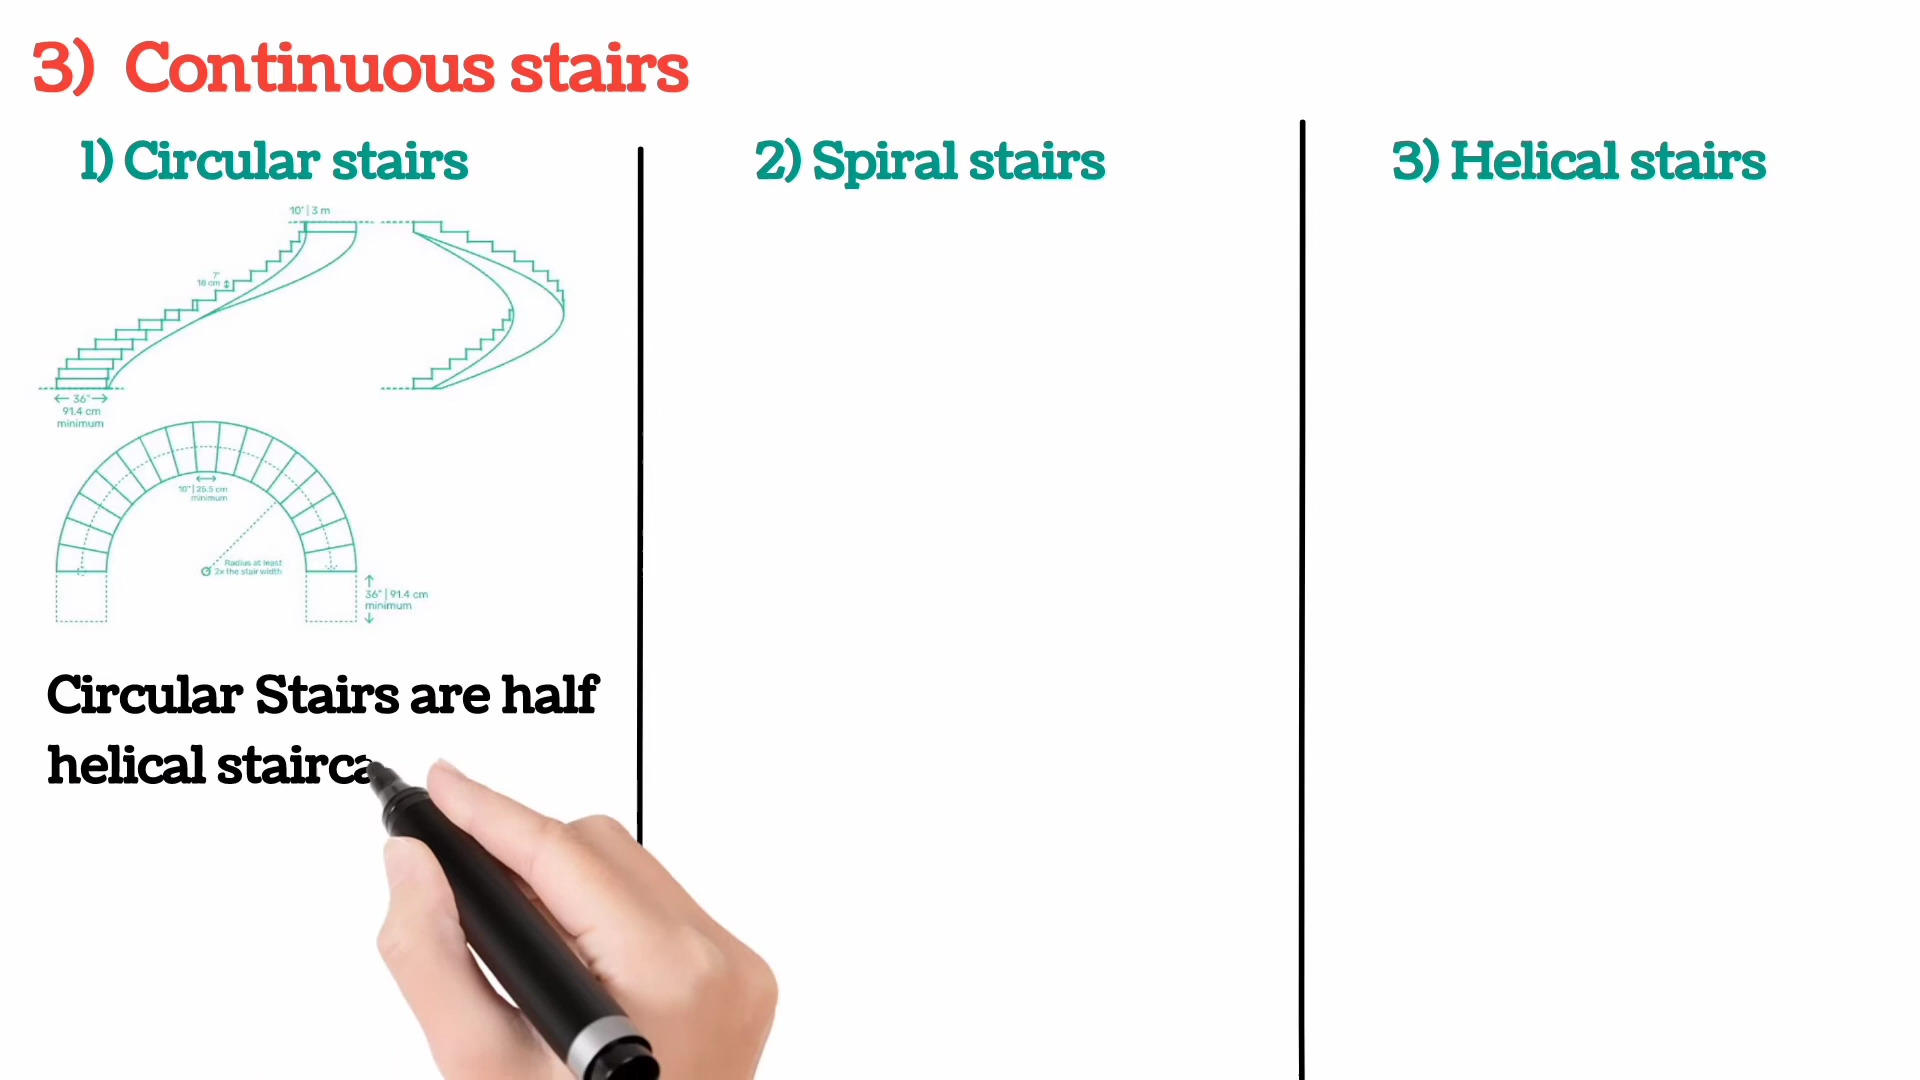 3) Continuous stairs
1) Circular stairs
2) Spiral stairs
3) Helical stairs
10' | 3 m
7"
18 cm
36"
91.4 cm
minimum
10" | 25.5 cm
minimum
Radius at least
2x the stair width
36" | 91.4 cm
minimum
Circular Stairs are half
helical stairca